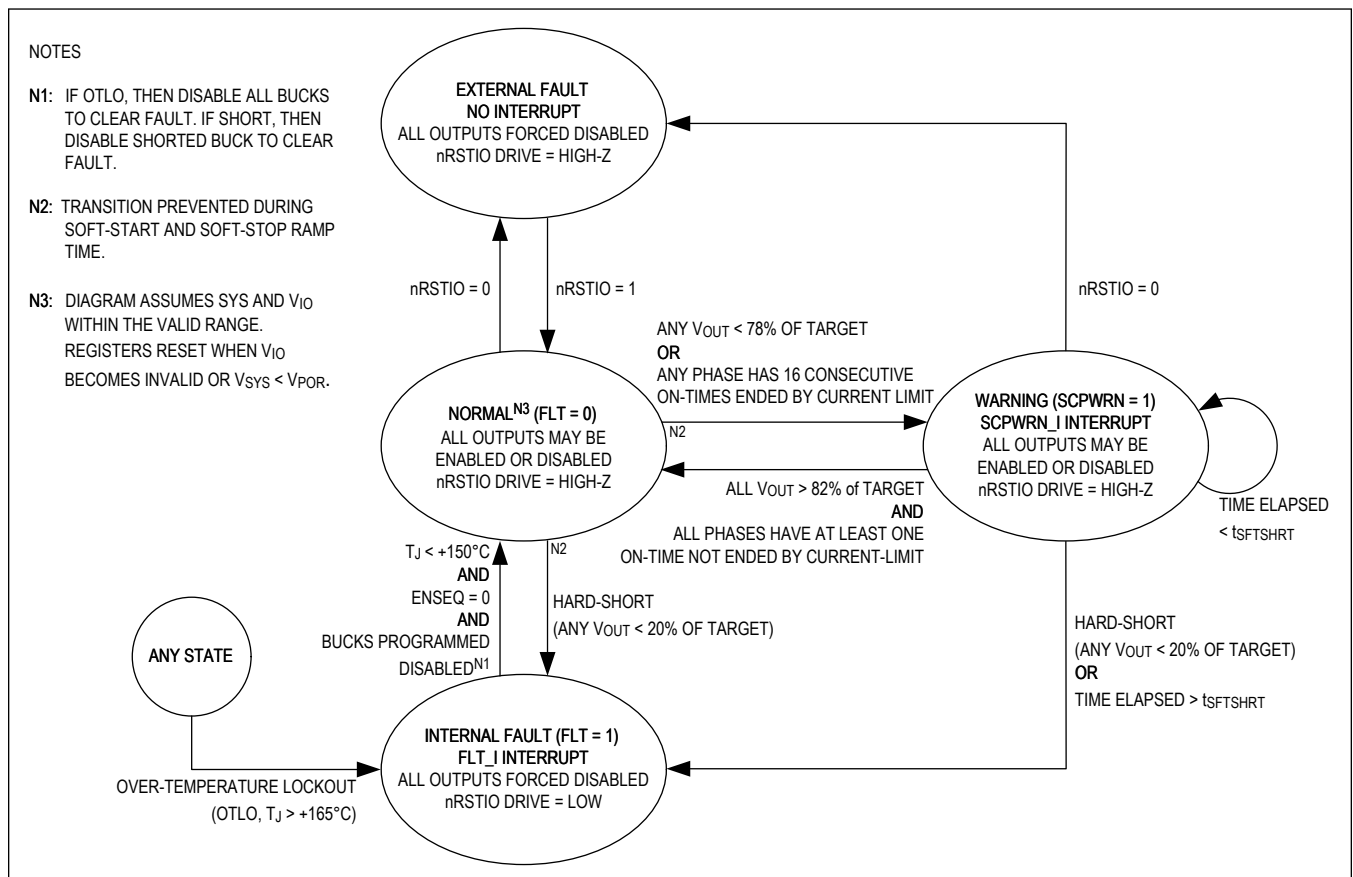 NOTES
N1: IF OTLO, THEN DISABLE ALL BUCKS
TO CLEAR FAULT. IF SHORT, THEN
DISABLE SHORTED BUCK TO CLEAR
FAULT.
N2: TRANSITION PREVENTED DURING
SOFT-START AND SOFT-STOP RAMP
TIME.
N3: DIAGRAM ASSUMES SYS AND VIO
WITHIN THE VALID RANGE.
REGISTERS RESET WHEN VIO
BECOMES INVALID OR VSYS < VPOR.
EXTERNAL FAULT
NO INTERRUPT
ALL OUTPUTS FORCED DISABLED
nRSTIO DRIVE = HIGH-Z
nRSTIO = 0
nRSTIO = 1
nRSTIO = 0
ANY VOUT < 78% OF TARGET
OR
ANY PHASE HAS 16 CONSECUTIVE
ON-TIMES ENDED BY CURRENT LIMIT
N2
NORMALN3 (FLT = 0)
ALL OUTPUTS MAY BE
ENABLED OR DISABLED
nRSTIO DRIVE = HIGH-Z
WARNING (SCPWRN = 1)
SCPWRN_I INTERRUPT
ALL OUTPUTS MAY BE
ENABLED OR DISABLED
nRSTIO DRIVE = HIGH-Z
TIME ELAPSED
< tSFTSHRT
ALL VOUT > 82% of TARGET
AND
ALL PHASES HAVE AT LEAST ONE
ON-TIME NOT ENDED BY CURRENT-LIMIT
TJ < +150°C
AND
ENSEQ = 0
AND
BUCKS PROGRAMMED
DISABLEDN1
N2
HARD-SHORT
(ANY VOUT < 20% OF TARGET)
HARD-SHORT
(ANY VOUT < 20% OF TARGET)
OR
TIME ELAPSED > tSFTSHRT
ANY STATE
OVER-TEMPERATURE LOCKOUT
(OTLO, TJ > +165°C)
INTERNAL FAULT (FLT = 1)
FLT_I INTERRUPT
ALL OUTPUTS FORCED DISABLED
nRSTIO DRIVE = LOW